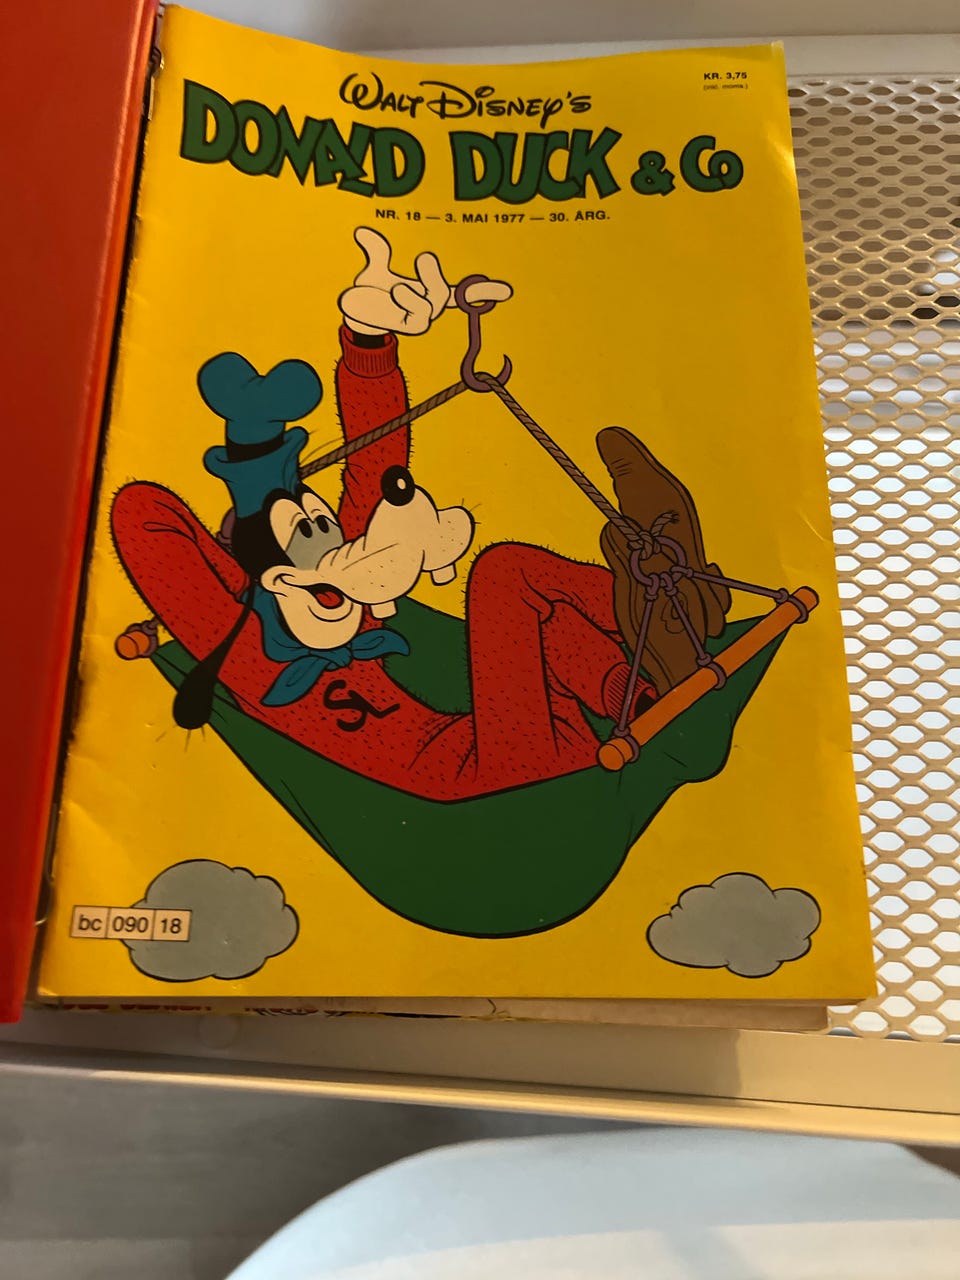 KR. 3,75
(inkl. moms.)
WALT DISNEY'S
DONALD DUCK & CO
NR. 18 — 3. MAI 1977 — 30. ÅRG.
SL
bc 090 18